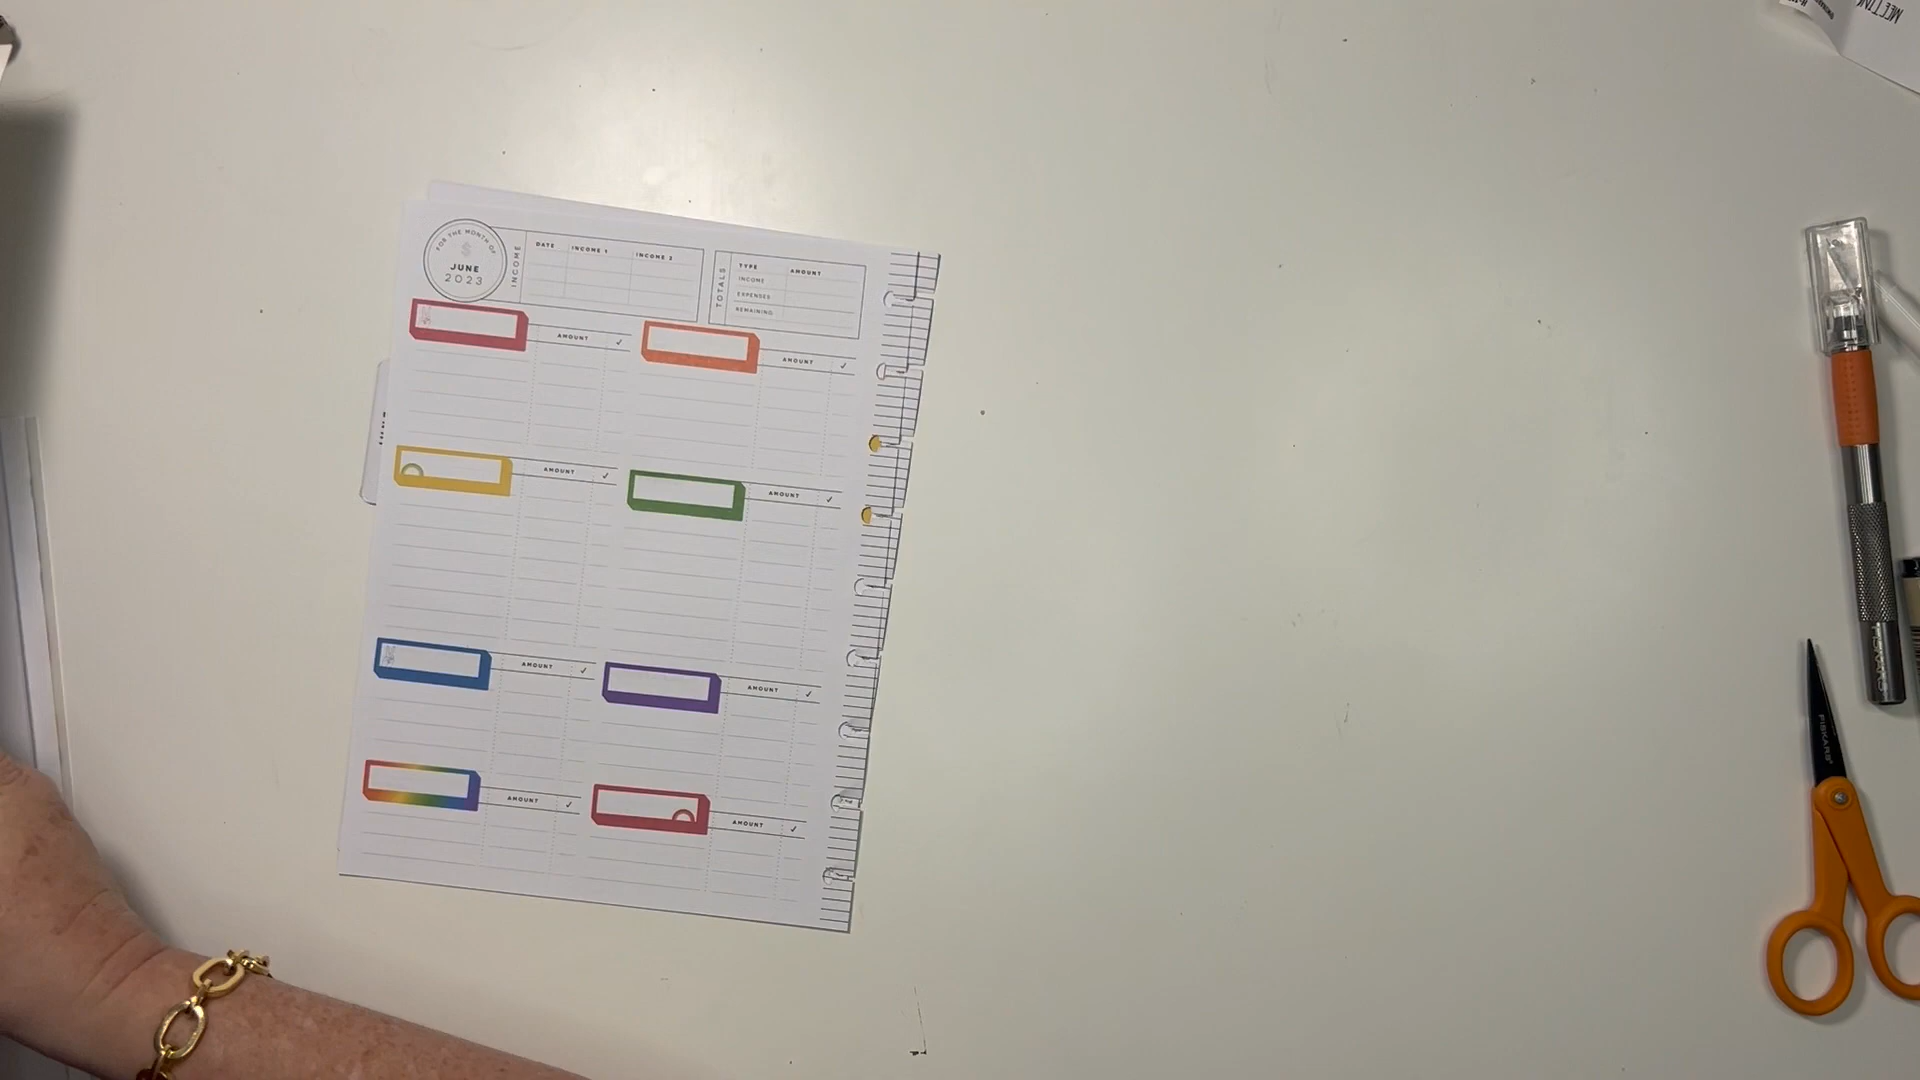 MEETIN
FOR THE MONTH OF
$
JUNE
2023
INCOME
DATE INCOME 1 INCOME 2
TOTALS
TYPE AMOUNT
INCOME
EXPENSES
REMAINING
AMOUNT ✓
AMOUNT ✓
AMOUNT ✓
AMOUNT ✓
AMOUNT ✓
AMOUNT ✓
AMOUNT ✓
AMOUNT ✓
FISKARS
FISKARS